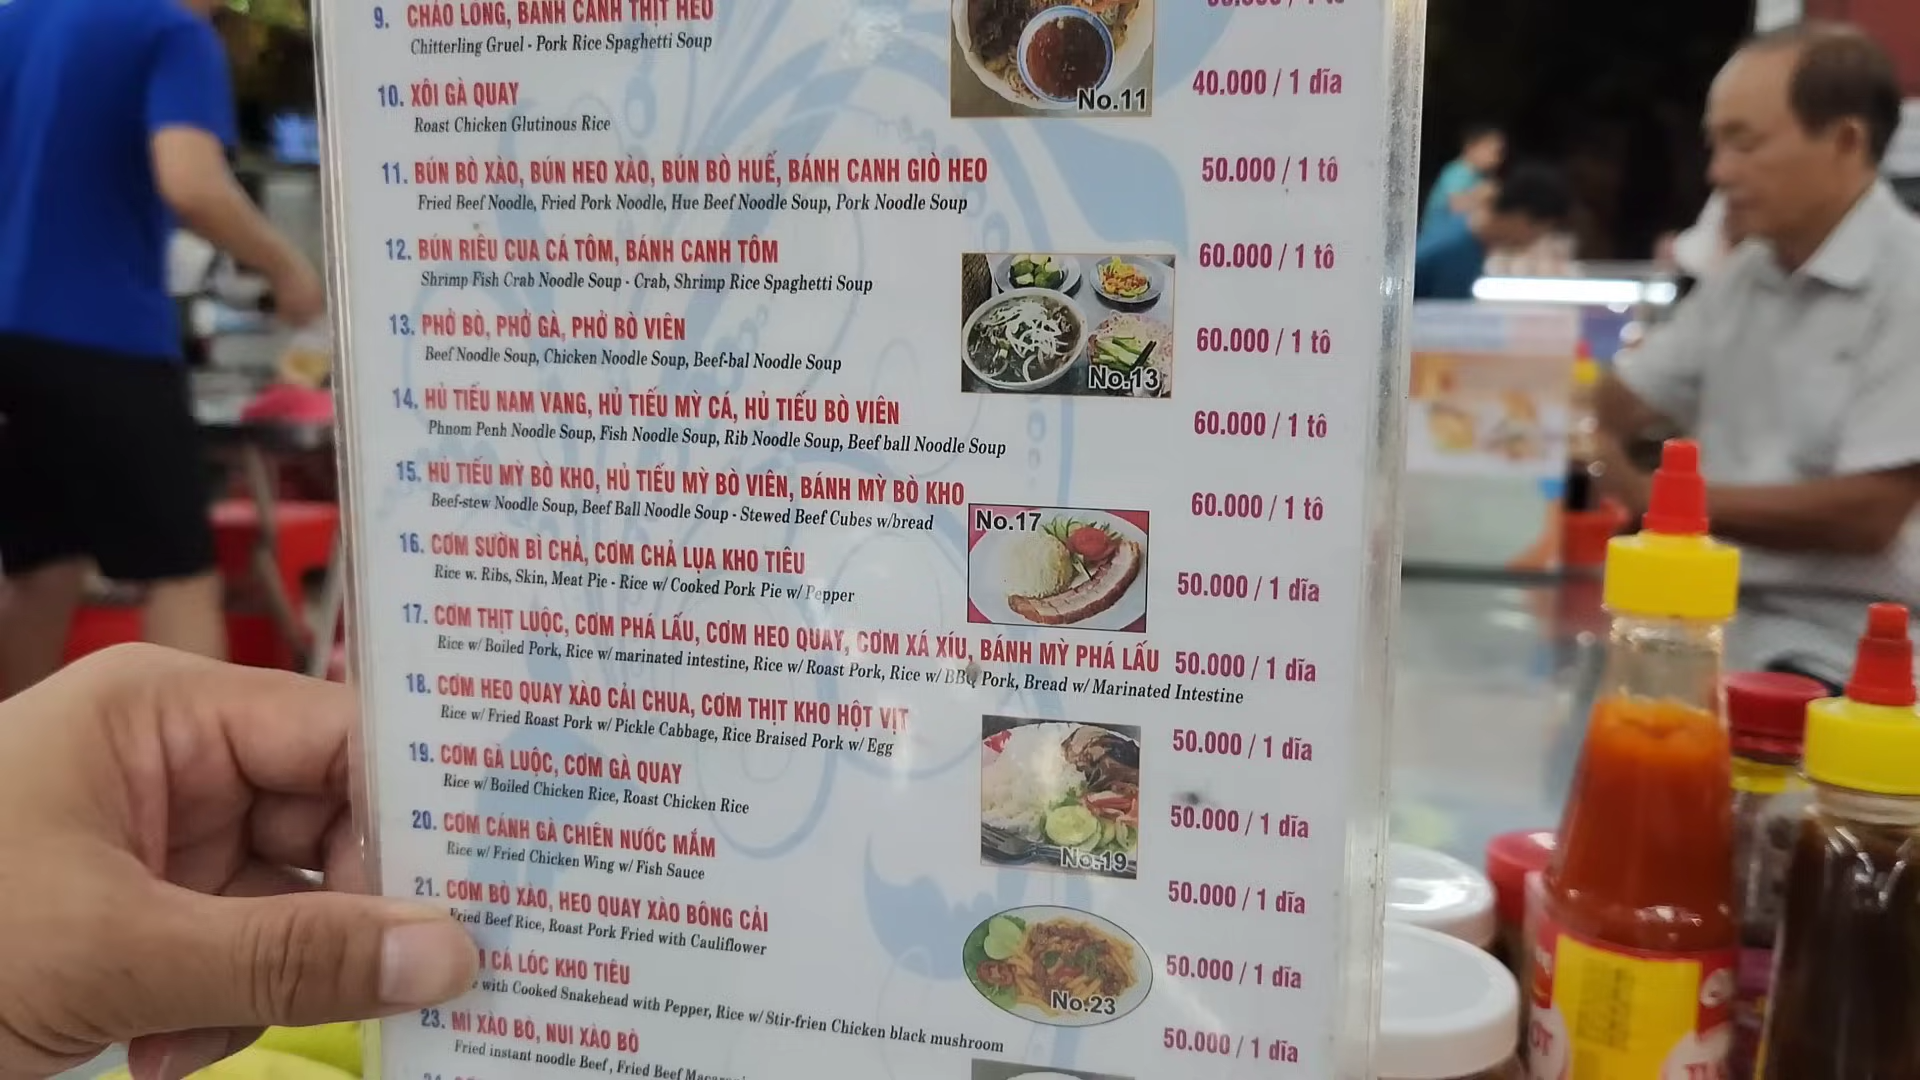 9. CHÁO LÒNG, BÁNH CANH THỊT HEO
Chitterling Gruel - Pork Rice Spaghetti Soup
10. XÔI GÀ QUAY 40.000 / 1 dĩa
Roast Chicken Glutinous Rice
No.11
11. BÚN BÒ XÀO, BÚN HEO XÀO, BÚN BÒ HUẾ, BÁNH CANH GIÒ HEO 50.000 / 1 tô
Fried Beef Noodle, Fried Pork Noodle, Hue Beef Noodle Soup, Pork Noodle Soup
12. BÚN RIÊU CUA CÁ TÔM, BÁNH CANH TÔM 60.000 / 1 tô
Shrimp Fish Crab Noodle Soup - Crab, Shrimp Rice Spaghetti Soup
13. PHỞ BÒ, PHỞ GÀ, PHỞ BÒ VIÊN 60.000 / 1 tô
Beef Noodle Soup, Chicken Noodle Soup, Beef-bal Noodle Soup
No.13
14. HỦ TIẾU NAM VANG, HỦ TIẾU MỲ CÁ, HỦ TIẾU BÒ VIÊN 60.000 / 1 tô
Phnom Penh Noodle Soup, Fish Noodle Soup, Rib Noodle Soup, Beef ball Noodle Soup
15. HỦ TIẾU MỲ BÒ KHO, HỦ TIẾU MỲ BÒ VIÊN, BÁNH MỲ BÒ KHO 60.000 / 1 tô
Beef-stew Noodle Soup, Beef Ball Noodle Soup - Stewed Beef Cubes w/bread
No.17
16. CƠM SƯỜN BÌ CHẢ, CƠM CHẢ LỤA KHO TIÊU 50.000 / 1 dĩa
Rice w. Ribs, Skin, Meat Pie - Rice w/ Cooked Pork Pie w/ Pepper
17. CƠM THỊT LUỘC, CƠM PHÁ LẤU, CƠM HEO QUAY, CƠM XÁ XÍU, BÁNH MỲ PHÁ LẤU 50.000 / 1 dĩa
Rice w/ Boiled Pork, Rice w/ marinated intestine, Rice w/ Roast Pork, Rice w/ BBQ Pork, Bread w/ Marinated Intestine
18. CƠM HEO QUAY XÀO CẢI CHUA, CƠM THỊT KHO HỘT VỊT 50.000 / 1 dĩa
Rice w/ Fried Roast Pork w/ Pickle Cabbage, Rice Braised Pork w/ Egg
19. CƠM GÀ LUỘC, CƠM GÀ QUAY 50.000 / 1 dĩa
Rice w/ Boiled Chicken Rice, Roast Chicken Rice
No.19
20. CƠM CÁNH GÀ CHIÊN NƯỚC MẮM 50.000 / 1 dĩa
Rice w/ Fried Chicken Wing w/ Fish Sauce
21. CƠM BÒ XÀO, HEO QUAY XÀO BÔNG CẢI 50.000 / 1 dĩa
Fried Beef Rice, Roast Pork Fried with Cauliflower
CÁ LÓC KHO TIÊU 50.000 / 1 dĩa
with Cooked Snakehead with Pepper, Rice w/ Stir-frien Chicken black mushroom
No.23
23. MÌ XÀO BÒ, NUI XÀO BÒ
Fried instant noodle Beef, Fried Beef